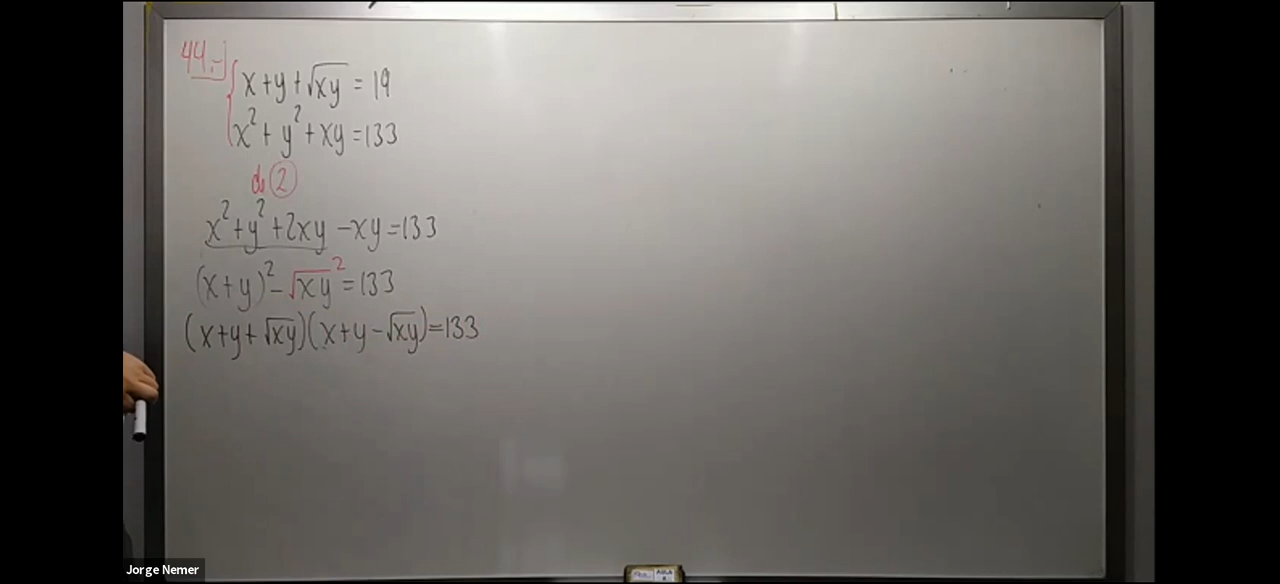 44.-
x+y+√xy = 19
x²+y²+xy=133
de ②
x²+y²+2xy-xy=133
(x+y)²-√xy²=133
(x+y+√xy)(x+y-√xy)=133
Jorge Nemer